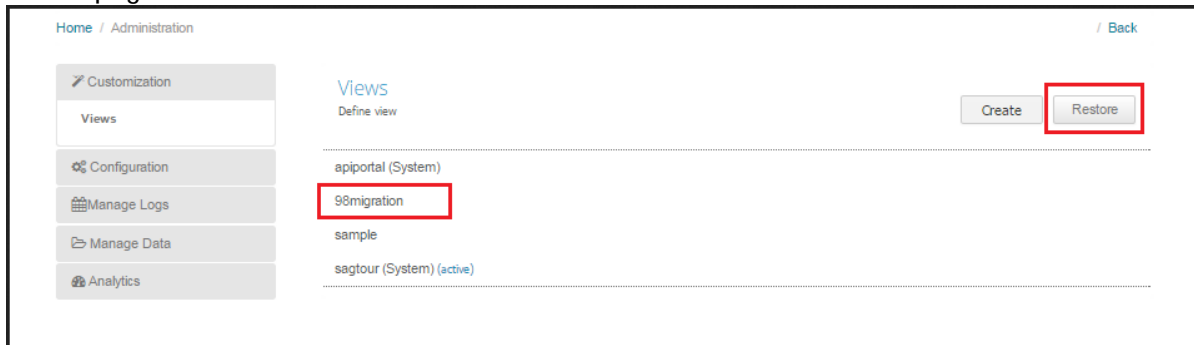 Home / Administration / Back
Customization
Views
Configuration
Manage Logs
Manage Data
Analytics
Views
Define view
Create Restore
apiportal (System)
98migration
sample
sagtour (System) (active)